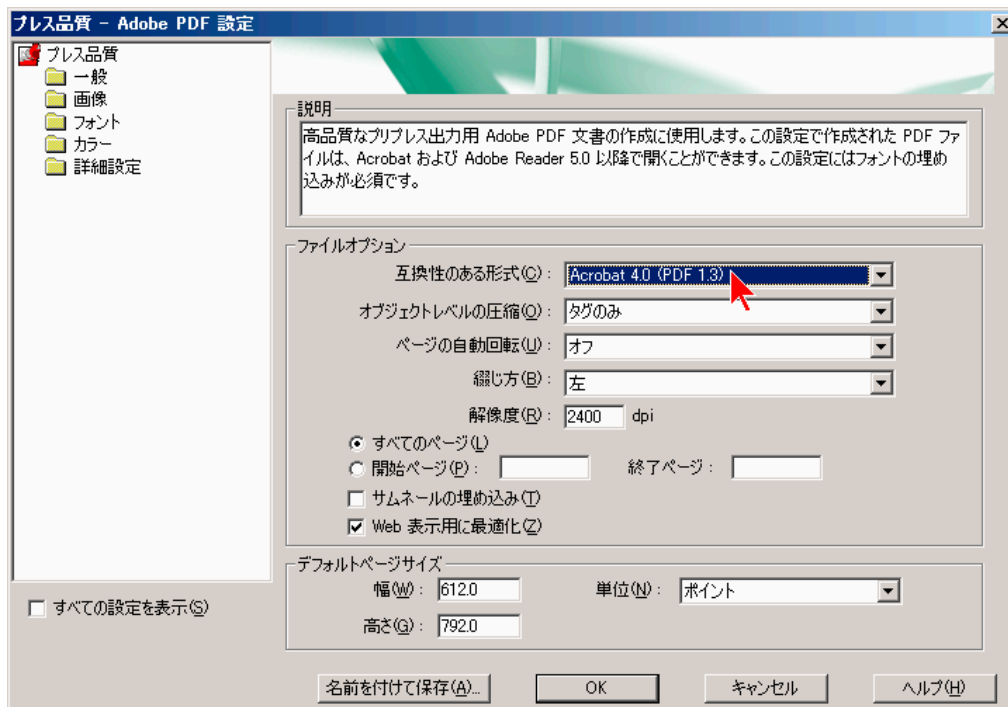 プレス品質 - Adobe PDF 設定
プレス品質
一般
画像
フォント
カラー
詳細設定
すべての設定を表示(S)
説明
高品質なプリプレス出力用 Adobe PDF 文書の作成に使用します。この設定で作成された PDF ファ
イルは、Acrobat および Adobe Reader 5.0 以降で開くことができます。この設定にはフォントの埋め
込みが必須です。
ファイルオプション
互換性のある形式(C)： Acrobat 4.0 (PDF 1.3)
オブジェクトレベルの圧縮(O)： タグのみ
ページの自動回転(U)： オフ
綴じ方(B)： 左
解像度(R)： 2400 dpi
すべてのページ(L)
開始ページ(P)： 終了ページ：
サムネールの埋め込み(T)
Web 表示用に最適化(Z)
デフォルトページサイズ
幅(W)： 612.0 単位(N)： ポイント
高さ(G)： 792.0
名前を付けて保存(A)... OK キャンセル ヘルプ(H)